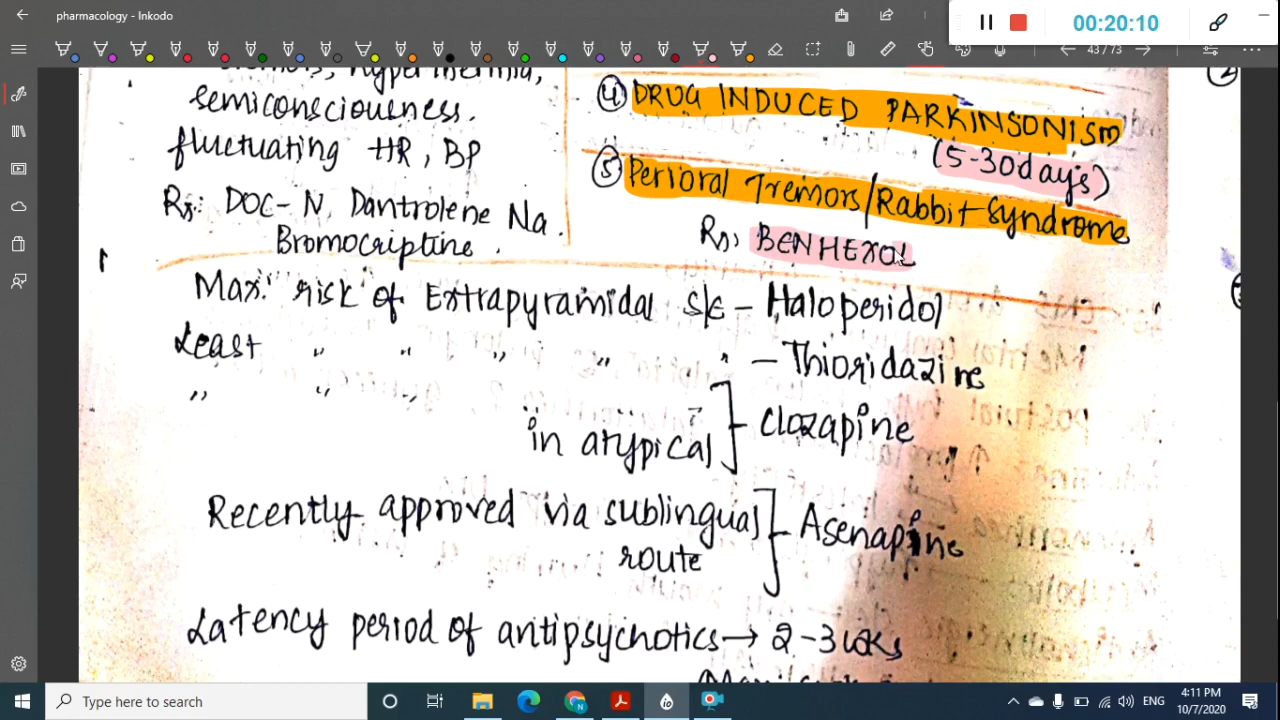 pharmacology - Inkodo
00:20:10
43 / 73
semiconsciousness.
fluctuating HR, BP
Rx: DOC-N, Dantrolene Na.
Bromocriptine.
④ DRUG INDUCED PARKINSONISM
(5-30days)
⑤ Perioral Tremors/Rabbit-Syndrome
Rx, BENHEXOL
Max. risk of Extrapyramidal s/c - Haloperidol
Least " " " " " - Thioridazine
" " " in atypical - Clozapine
Recently approved via sublingual route - Asenapine
Latency period of antipsychotics → 2-3 wks
Type here to search
ENG
4:11 PM
10/7/2020